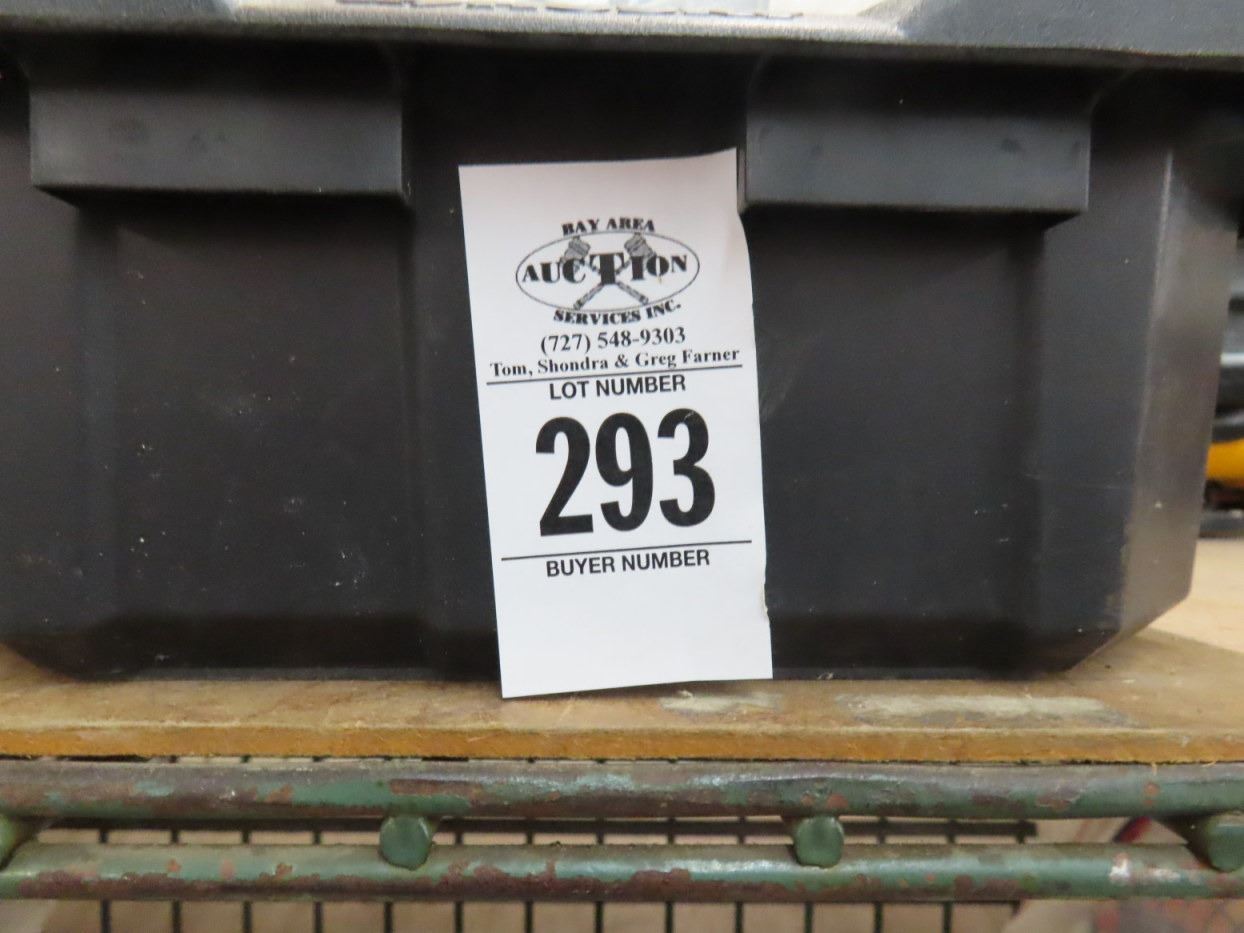 BAY AREA
AUCTION
SERVICES INC.
(727) 548-9303
Tom, Shondra & Greg Farner
LOT NUMBER
293
BUYER NUMBER